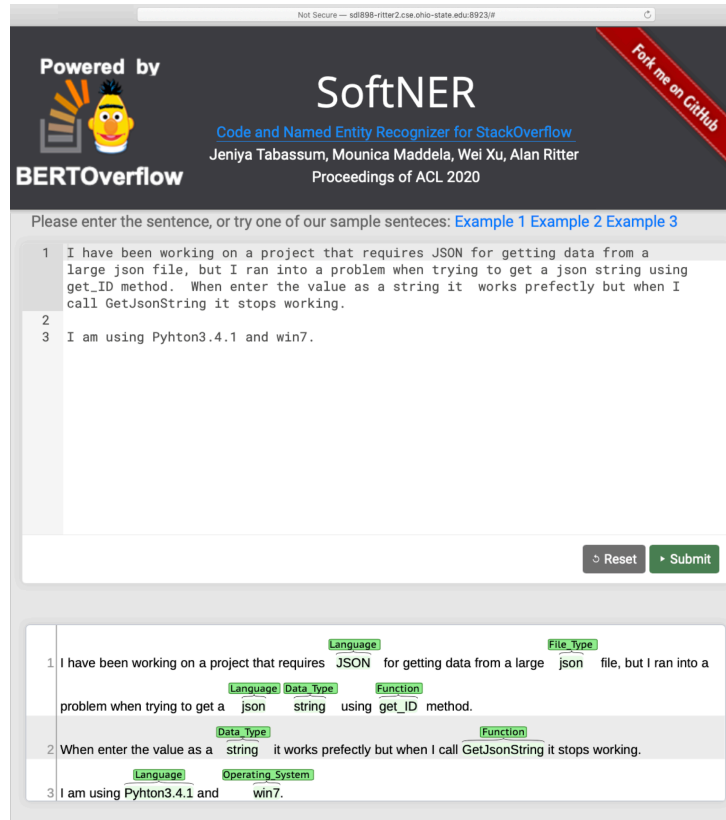 Not Secure — sdl898-ritter2.cse.ohio-state.edu:8923/#
Powered by
BERTOverflow
SoftNER
Code and Named Entity Recognizer for StackOverflow
Jeniya Tabassum, Mounica Maddela, Wei Xu, Alan Ritter
Proceedings of ACL 2020
Fork me on GitHub
Please enter the sentence, or try one of our sample senteces: Example 1 Example 2 Example 3
1 I have been working on a project that requires JSON for getting data from a
large json file, but I ran into a problem when trying to get a json string using
get_ID method. When enter the value as a string it works prefectly but when I
call GetJsonString it stops working.
2
3 I am using Pyhton3.4.1 and win7.
Reset Submit
Language File_Type
1 I have been working on a project that requires JSON for getting data from a large json file, but I ran into a
Language Data_Type Function
problem when trying to get a json string using get_ID method.
Data_Type Function
2 When enter the value as a string it works prefectly but when I call GetJsonString it stops working.
Language Operating_System
3 I am using Pyhton3.4.1 and win7.